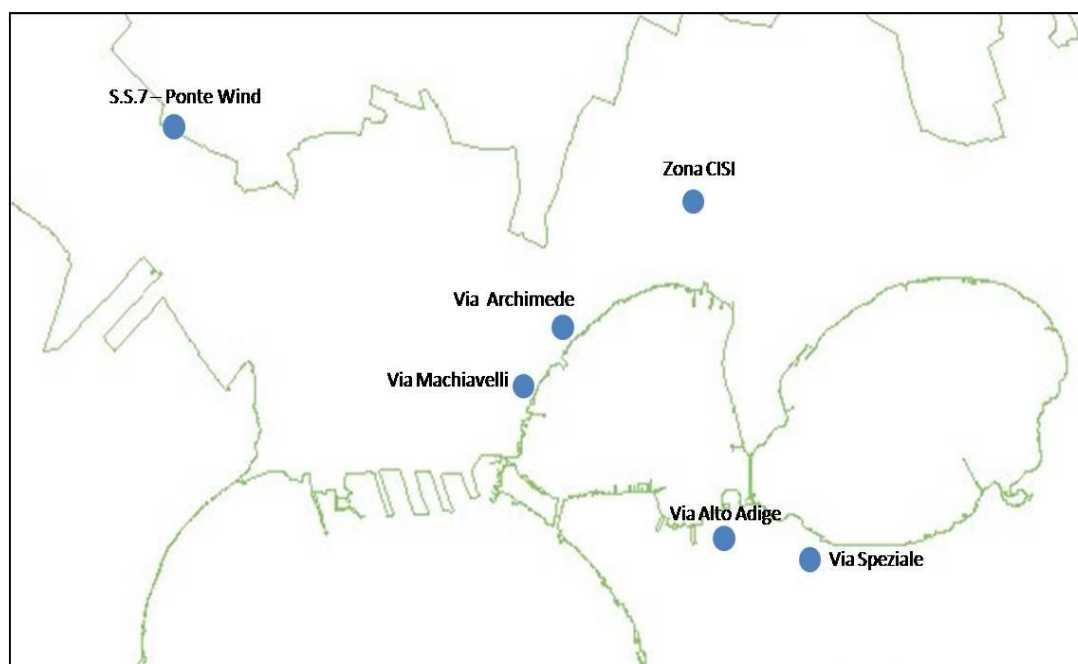 S.S.7 – Ponte Wind
Zona CISI
Via Archimede
Via Machiavelli
Via Alto Adige
Via Speziale